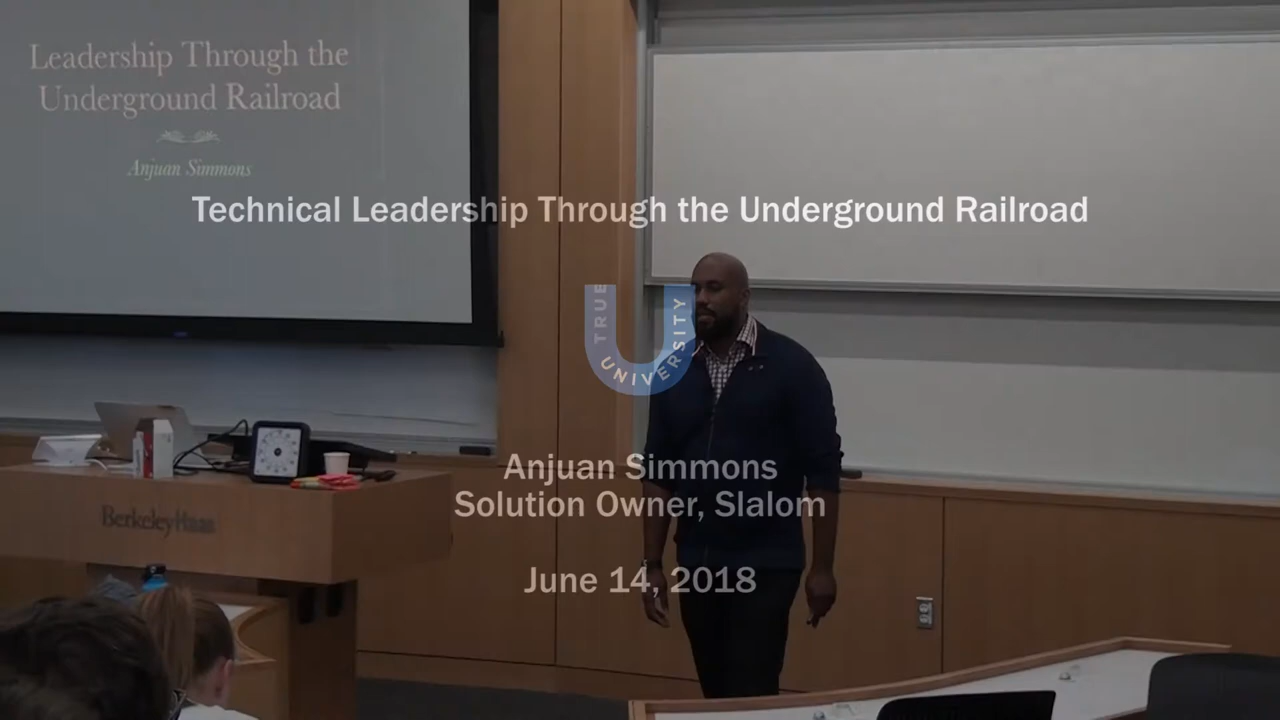 Leadership Through the
Underground Railroad
Anjuan Simmons
Technical Leadership Through the Underground Railroad
TRUE
UNIVERSITY
Anjuan Simmons
Solution Owner, Slalom
June 14, 2018
BerkeleyHaas